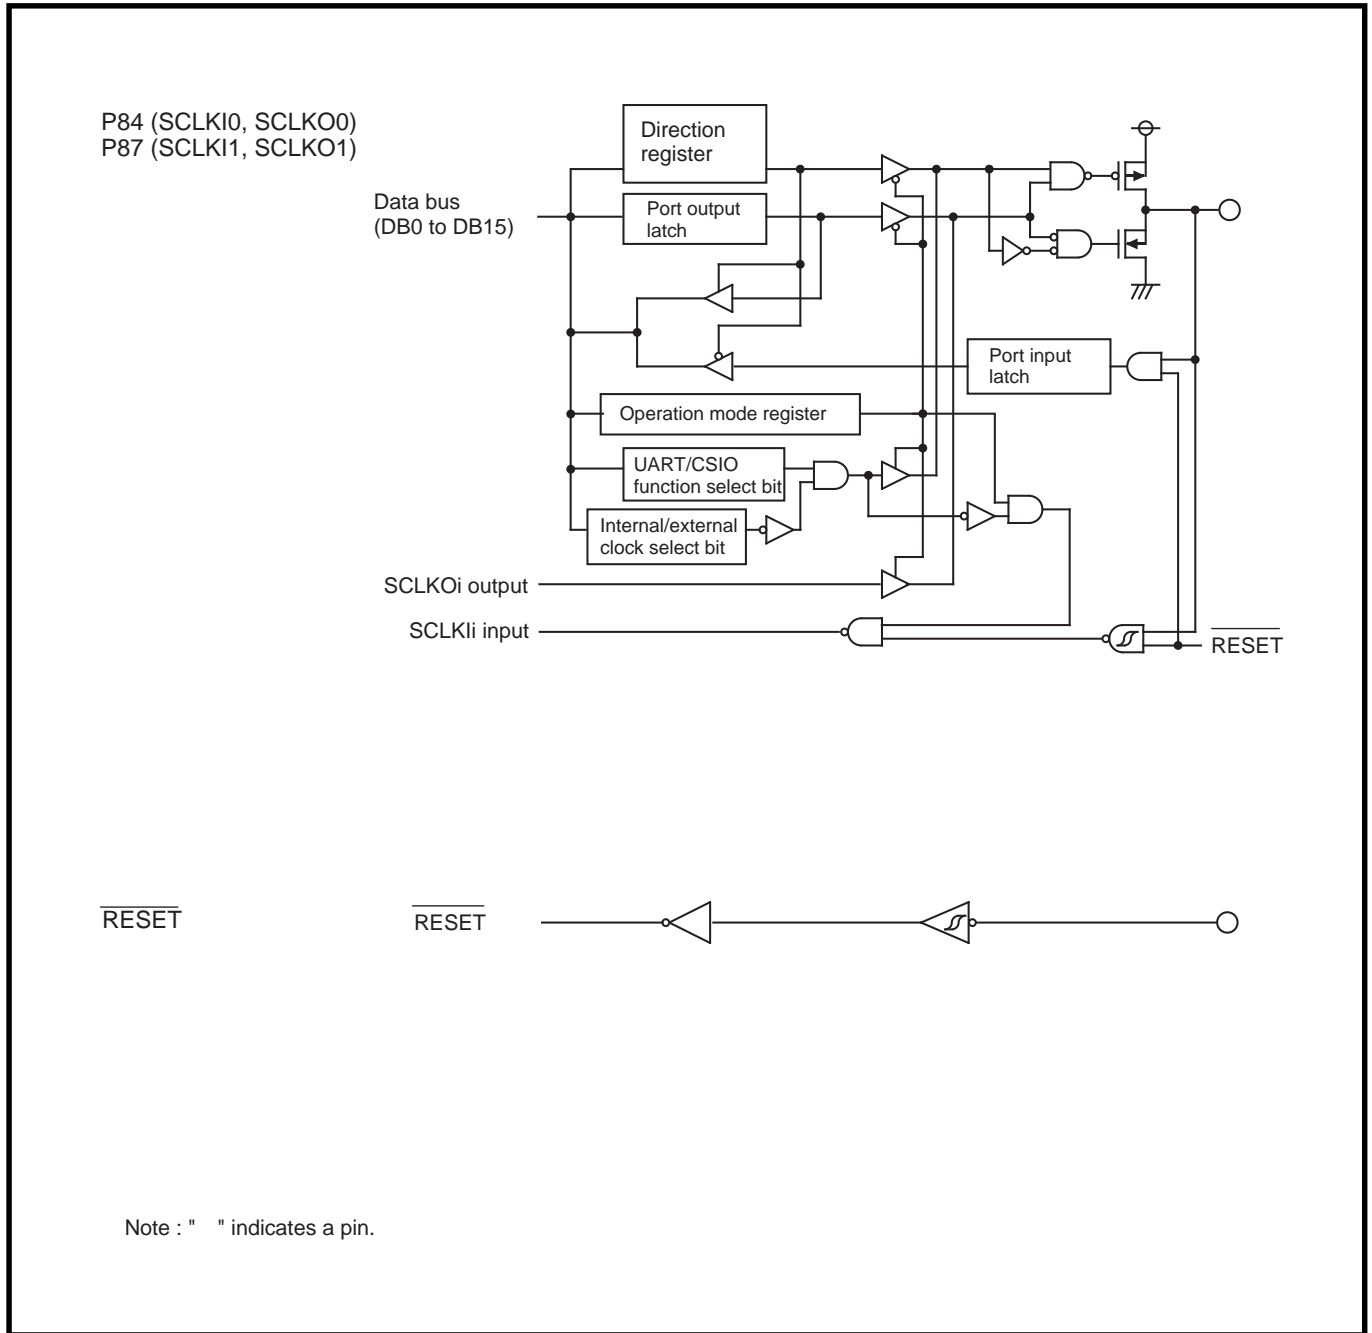 P84 (SCLKI0, SCLKO0)
P87 (SCLKI1, SCLKO1)
Direction
register
Data bus
(DB0 to DB15)
Port output
latch
Port input
latch
Operation mode register
UART/CSIO
function select bit
Internal/external
clock select bit
SCLKOi output
SCLKIi input
RESET
RESET
RESET
Note : "   " indicates a pin.